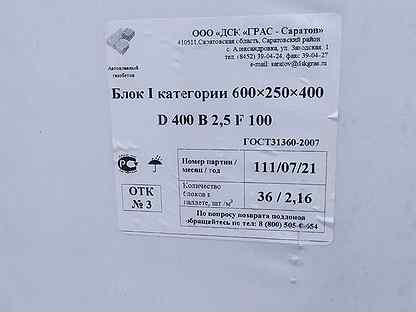 ООО «ДСК «ГРАС - Саратов»
410511, Саратовская область, Саратовский район
с. Александровка, ул. Заводская 1
тел: (8452) 39-04-24, факс 39-04-27
e-mail: saratov@dskgras.ru
Автоклавный
газобетон
Блок I категории 600×250×400
D 400 B 2,5 F 100
ГОСТ31360-2007
РСТ
Номер партии /
месяц / год
111/07/21
ОТК
№ 3
Количество
блоков в
паллете, шт /м³
36 / 2,16
По вопросу возврата поддонов
обращайтесь по тел: 8 (800) 505